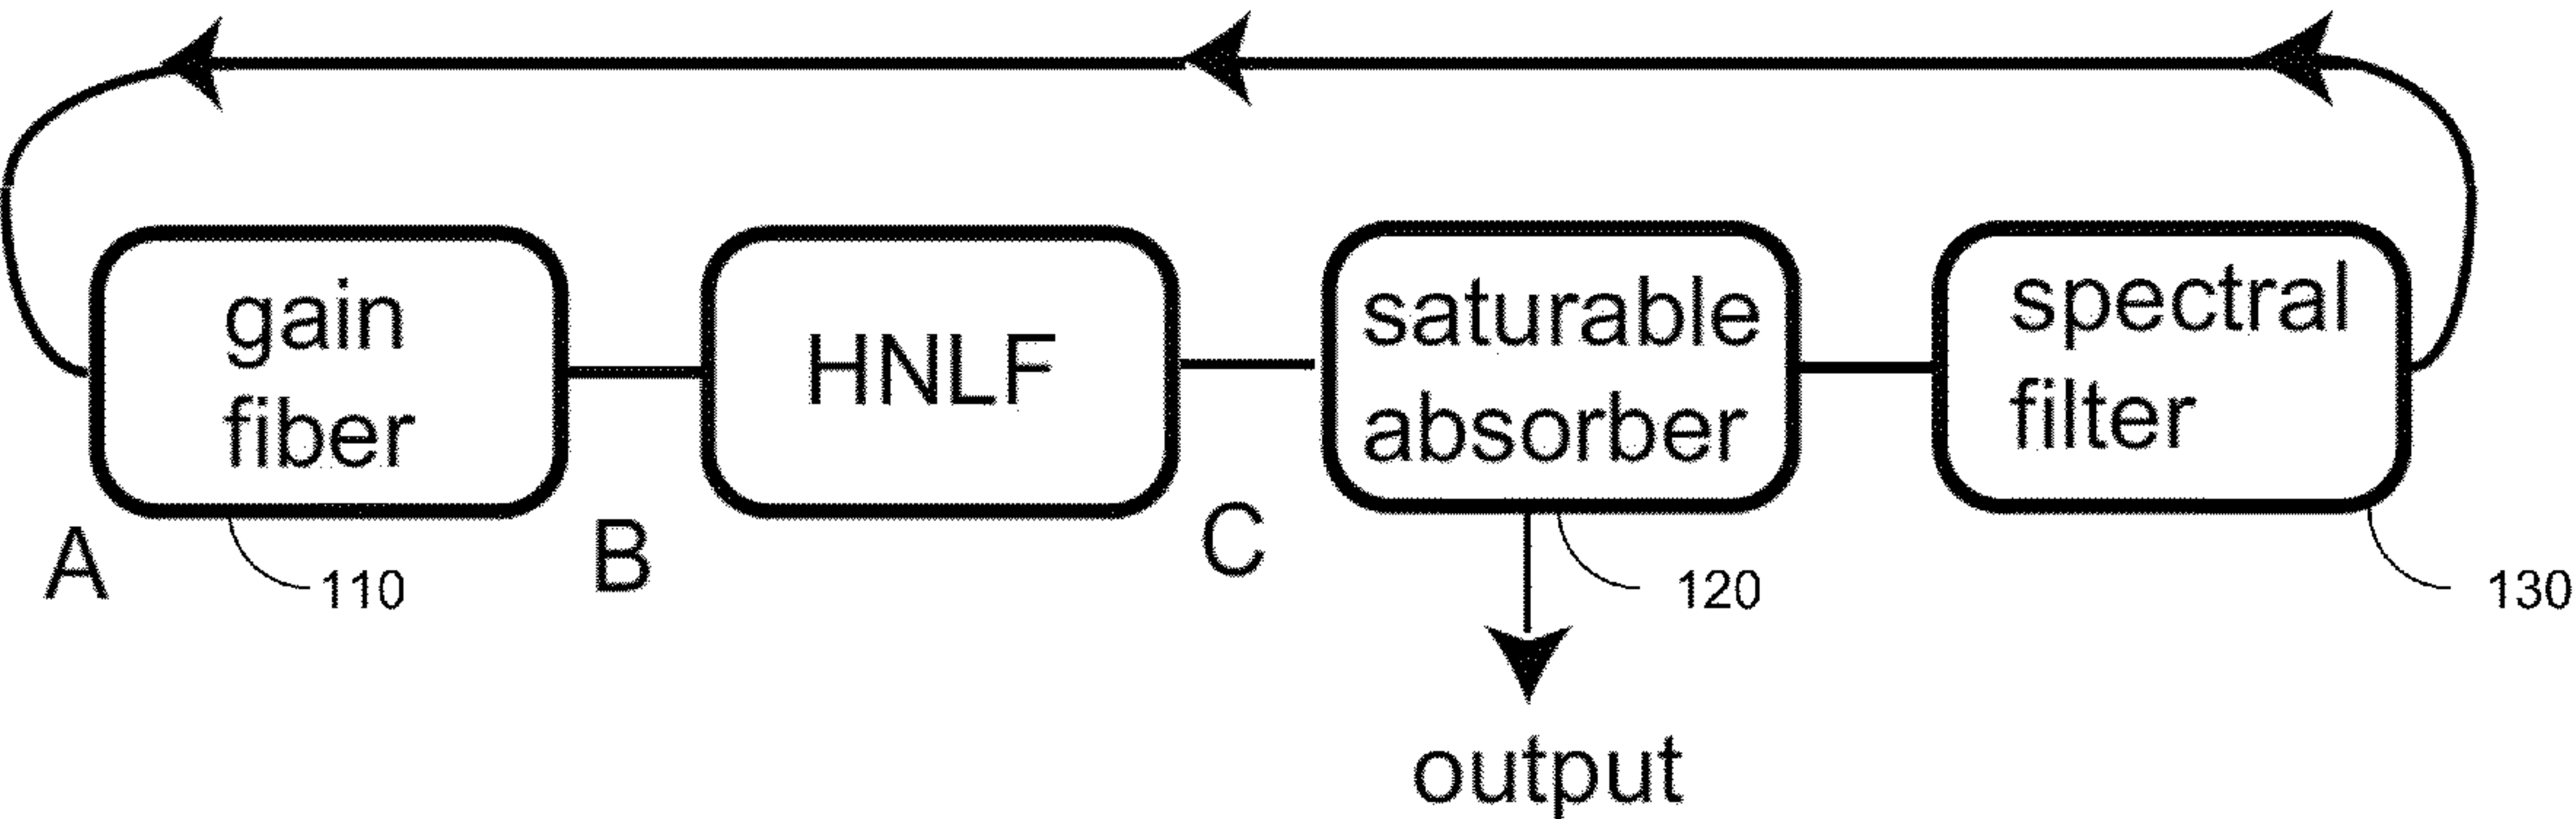 gain
fiber
HNLF
saturable
absorber
spectral
filter
A
B
C
110
120
130
output